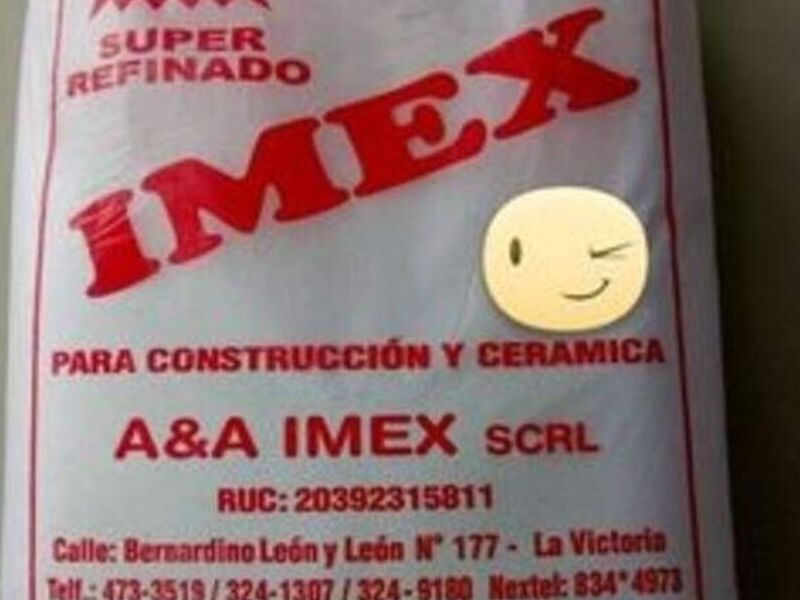 SUPER
REFINADO
IMEX
PARA CONSTRUCCIÓN Y CERAMICA
A&A IMEX SCRL
RUC: 20392315811
Calle: Bernardino León y León N° 177 - La Victoria
Telf.: 473-3519 / 324-1307 / 324-9180 Nextel: 834*4973